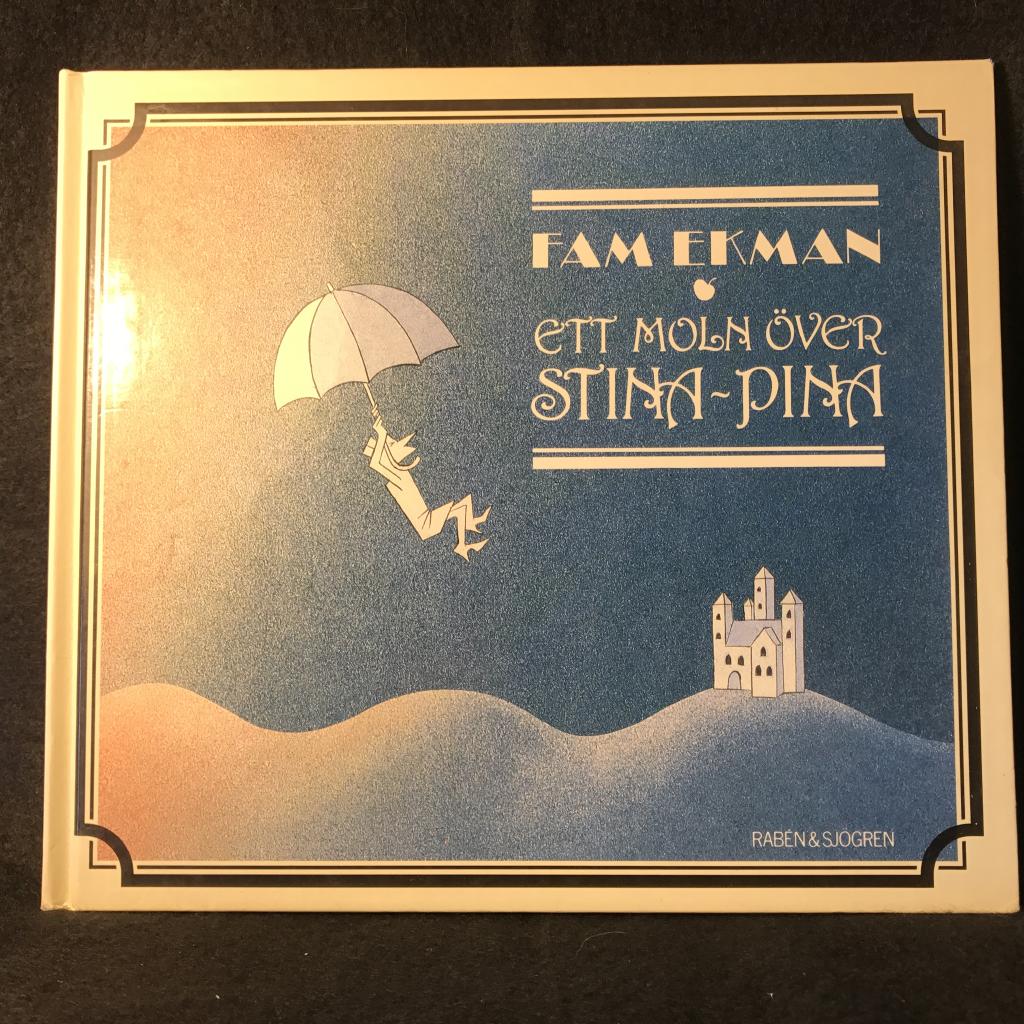 FAM EKMAN
ETT MOLN ÖVER
STINA-PINA
RABÉN & SJÖGREN